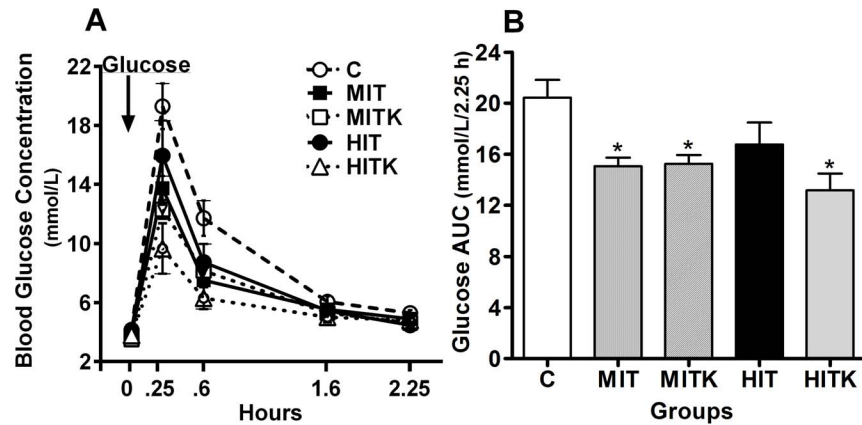 A
Glucose
Blood Glucose Concentration
(mmol/L)
22
18
14
10
6
2
C
MIT
MITK
HIT
HITK
0 .25 .6 1.6 2.25
Hours
B
Glucose AUC (mmol/L/2.25 h)
24
20
16
12
8
4
0
* * *
C MIT MITK HIT HITK
Groups